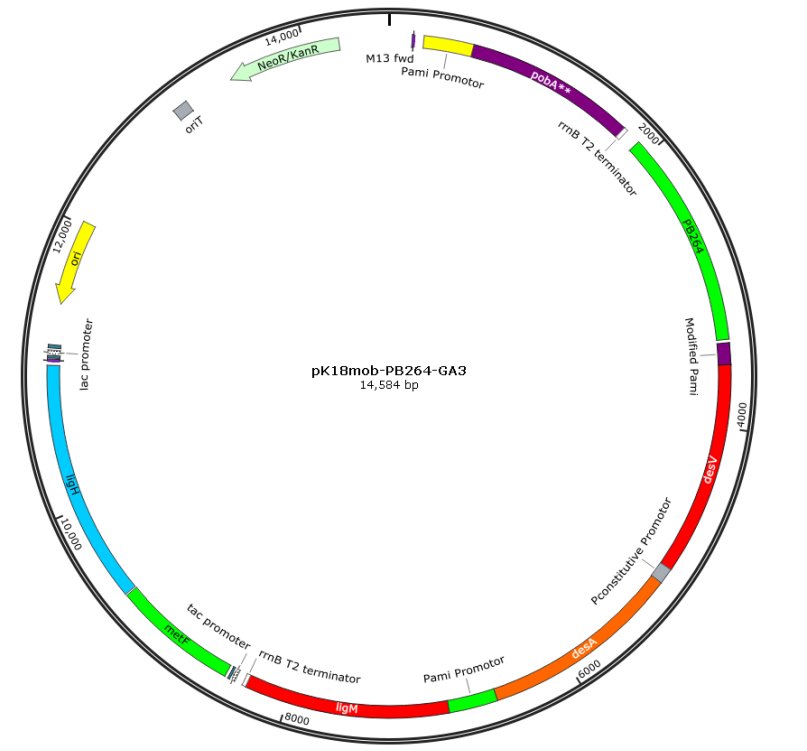 14,000
NeoR/KanR
M13 fwd
Pami Promotor
pobA**
rrnB T2 terminator
2000
oriT
PB264
12,000
ori
lac promoter
Modified Pami
pK18mob-PB264-GA3
14,584 bp
4000
desV
ligH
10,000
Pconstitutive Promotor
tac promoter
metF
rrnB T2 terminator
Pami Promotor
desA
6000
ligM
8000